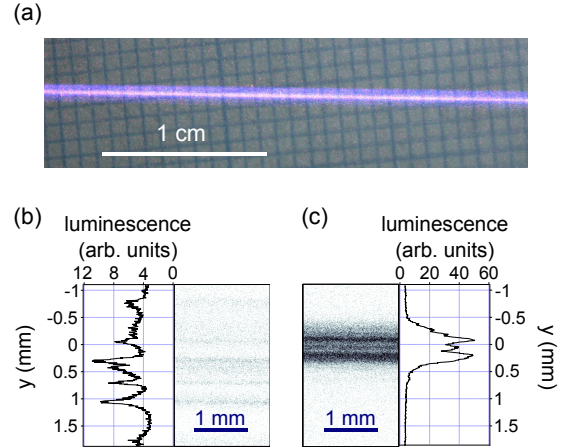 (a)
1 cm
(b)
luminescence
(arb. units)
12 8 4 0
-1
-0.5
0
0.5
1
1.5
y (mm)
1 mm
(c)
luminescence
(arb. units)
0 20 40 60
-1
-0.5
0
0.5
1
1.5
y (mm)
1 mm